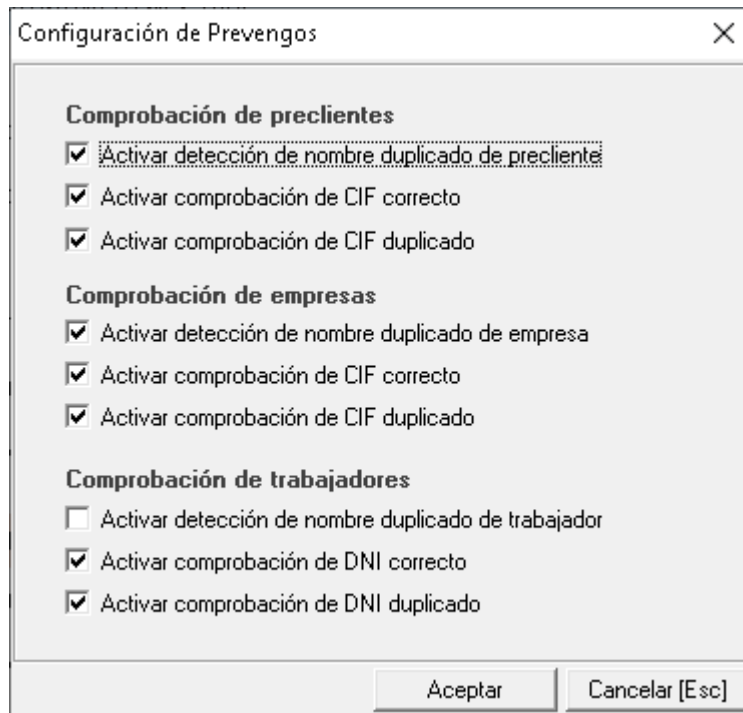 Configuración de Prevengos
Comprobación de preclientes
Activar detección de nombre duplicado de precliente
Activar comprobación de CIF correcto
Activar comprobación de CIF duplicado
Comprobación de empresas
Activar detección de nombre duplicado de empresa
Activar comprobación de CIF correcto
Activar comprobación de CIF duplicado
Comprobación de trabajadores
Activar detección de nombre duplicado de trabajador
Activar comprobación de DNI correcto
Activar comprobación de DNI duplicado
Aceptar Cancelar [Esc]